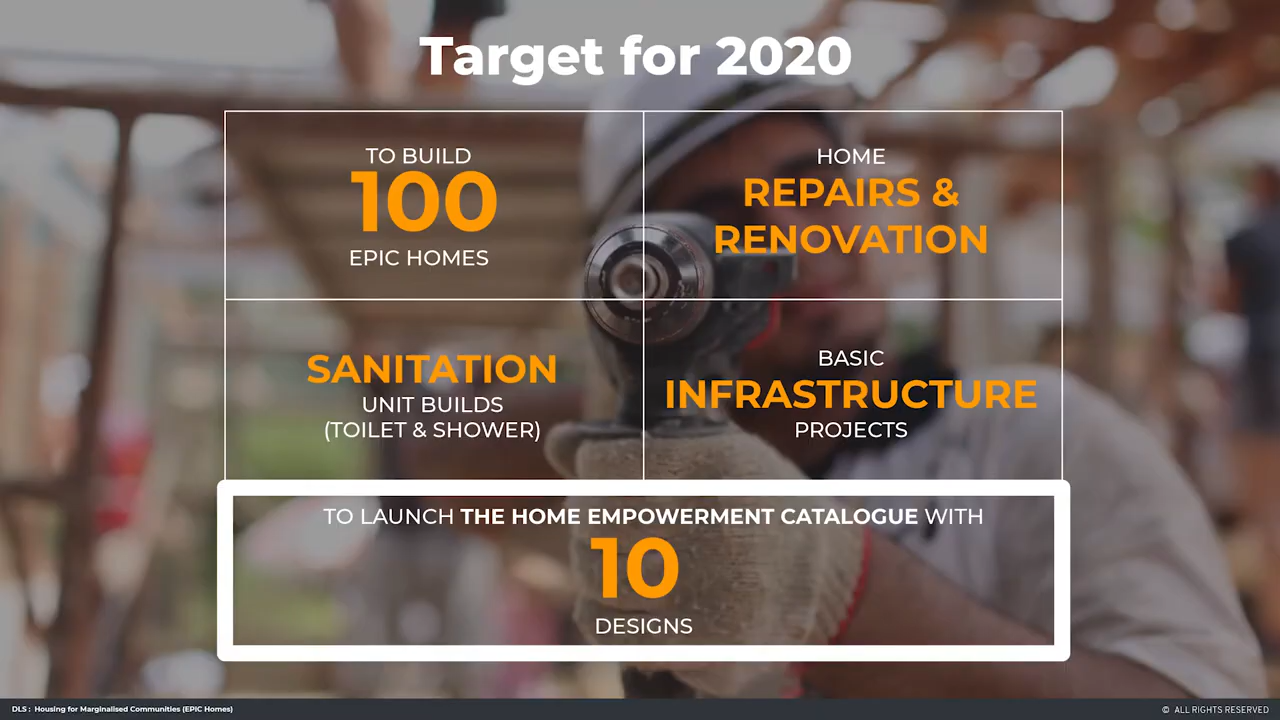 Target for 2020
TO BUILD
100
EPIC HOMES
HOME
REPAIRS &
RENOVATION
SANITATION
UNIT BUILDS
(TOILET & SHOWER)
BASIC
INFRASTRUCTURE
PROJECTS
TO LAUNCH THE HOME EMPOWERMENT CATALOGUE WITH
10
DESIGNS
DLS : Housing for Marginalised Communities (EPIC Homes)
© ALL RIGHTS RESERVED